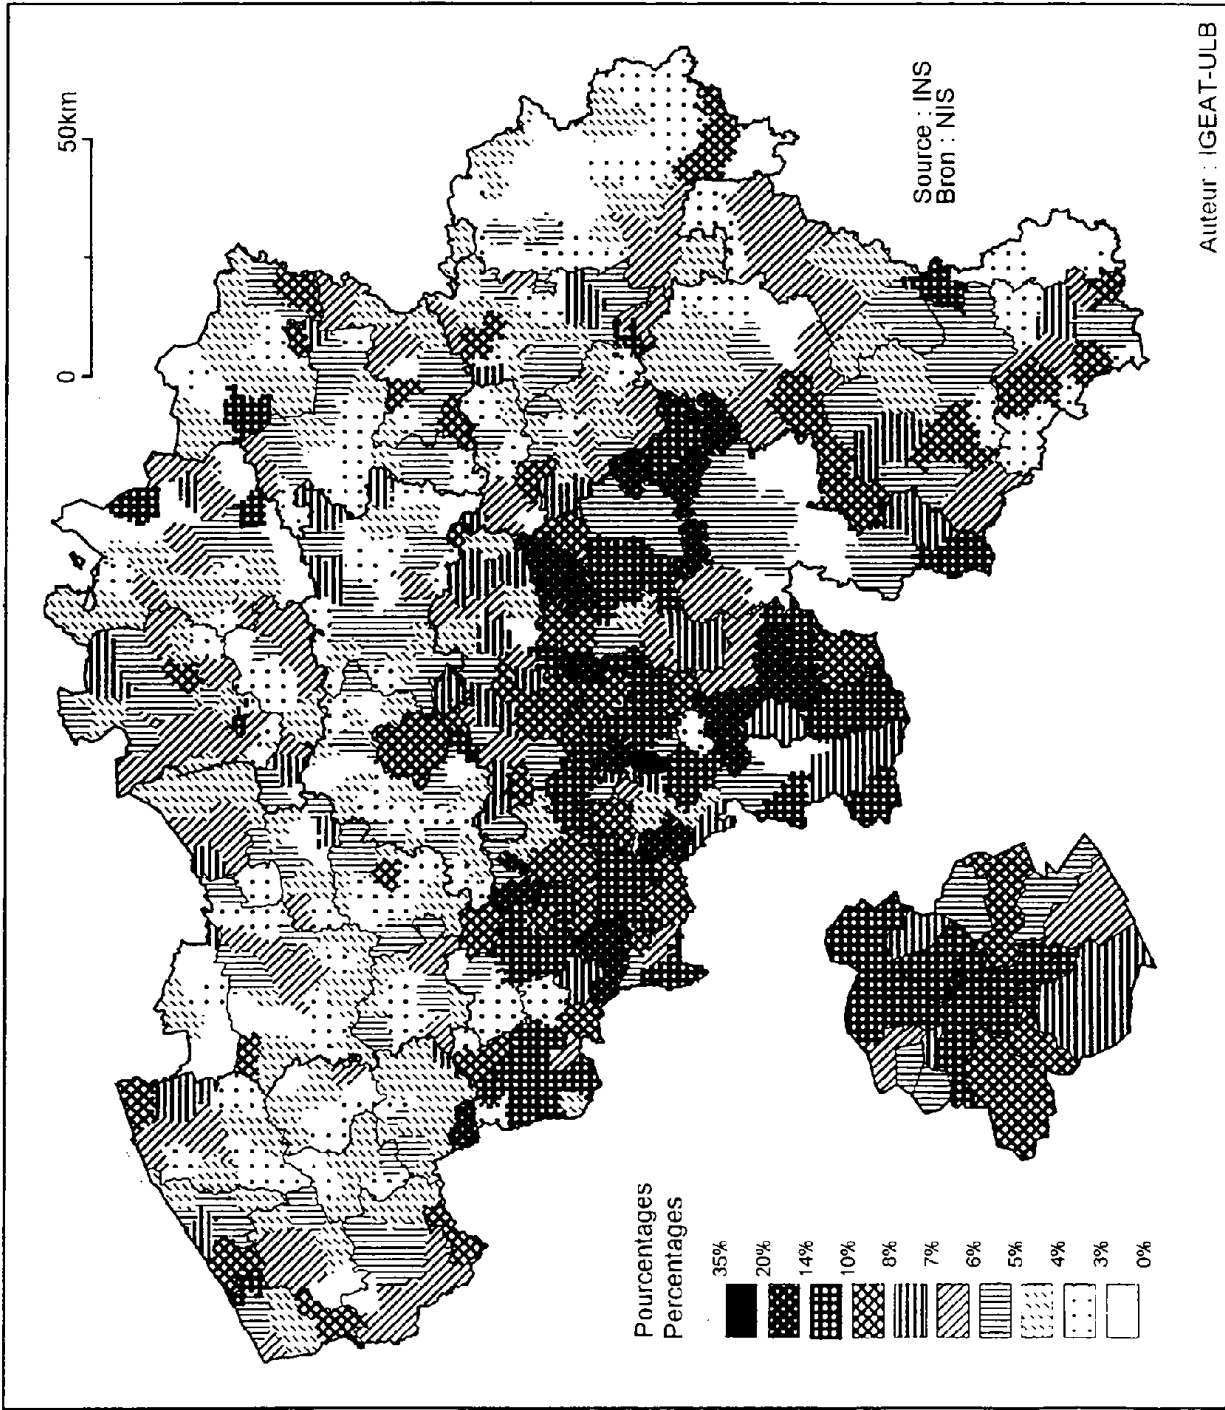 0 50km
Source : INS
Bron : NIS
Auteur : IGEAT-ULB
Pourcentages
Percentages
35%
20%
14%
10%
8%
7%
6%
5%
4%
3%
0%